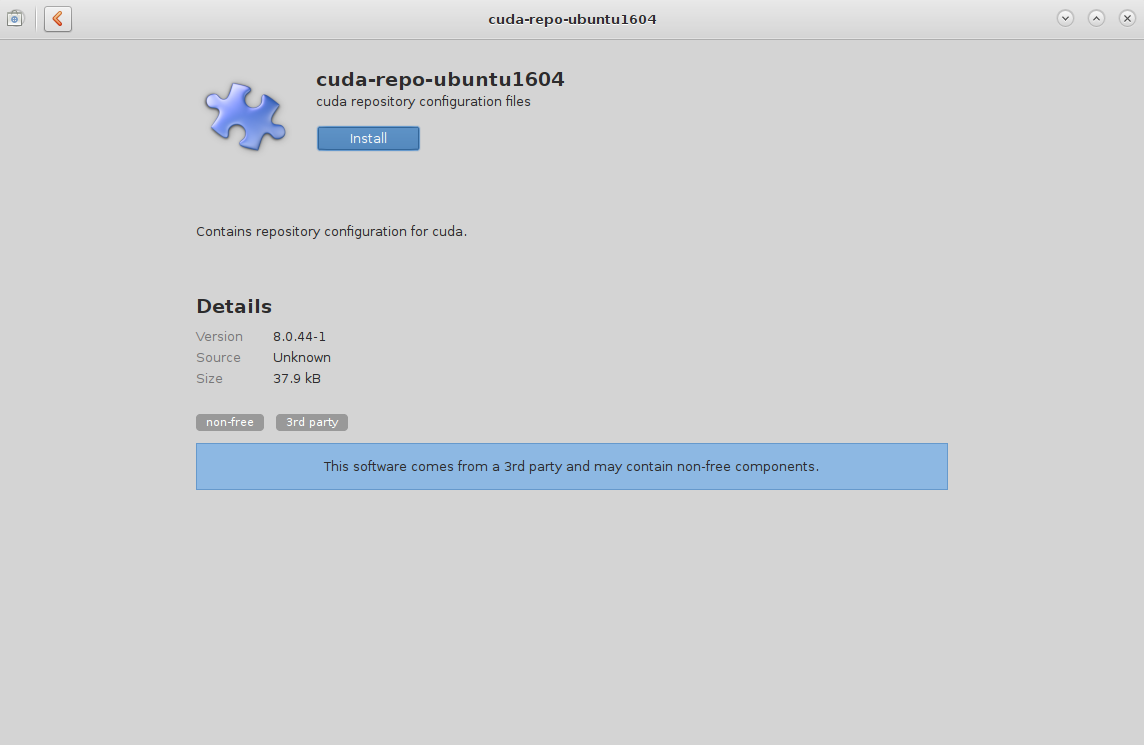 cuda-repo-ubuntu1604
cuda-repo-ubuntu1604
cuda repository configuration files
Install
Contains repository configuration for cuda.
Details
Version 8.0.44-1
Source Unknown
Size 37.9 kB
non-free 3rd party
This software comes from a 3rd party and may contain non-free components.